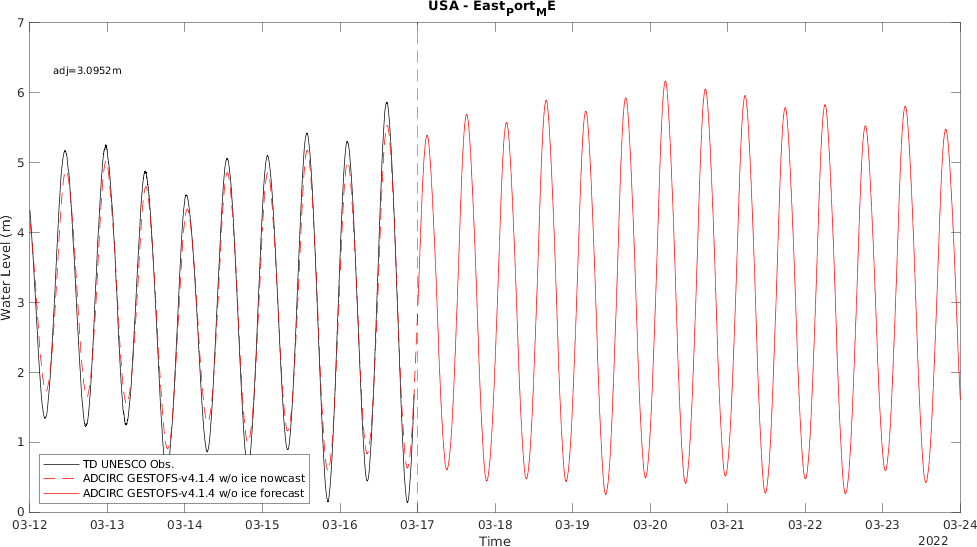 USA - EastPortME
7
adj=3.0952m
6
5
4
3
2
1
0
Water Level (m)
TD UNESCO Obs.
ADCIRC GESTOFS-v4.1.4 w/o ice nowcast
ADCIRC GESTOFS-v4.1.4 w/o ice forecast
03-12 03-13 03-14 03-15 03-16 03-17 03-18 03-19 03-20 03-21 03-22 03-23 03-24
Time
2022